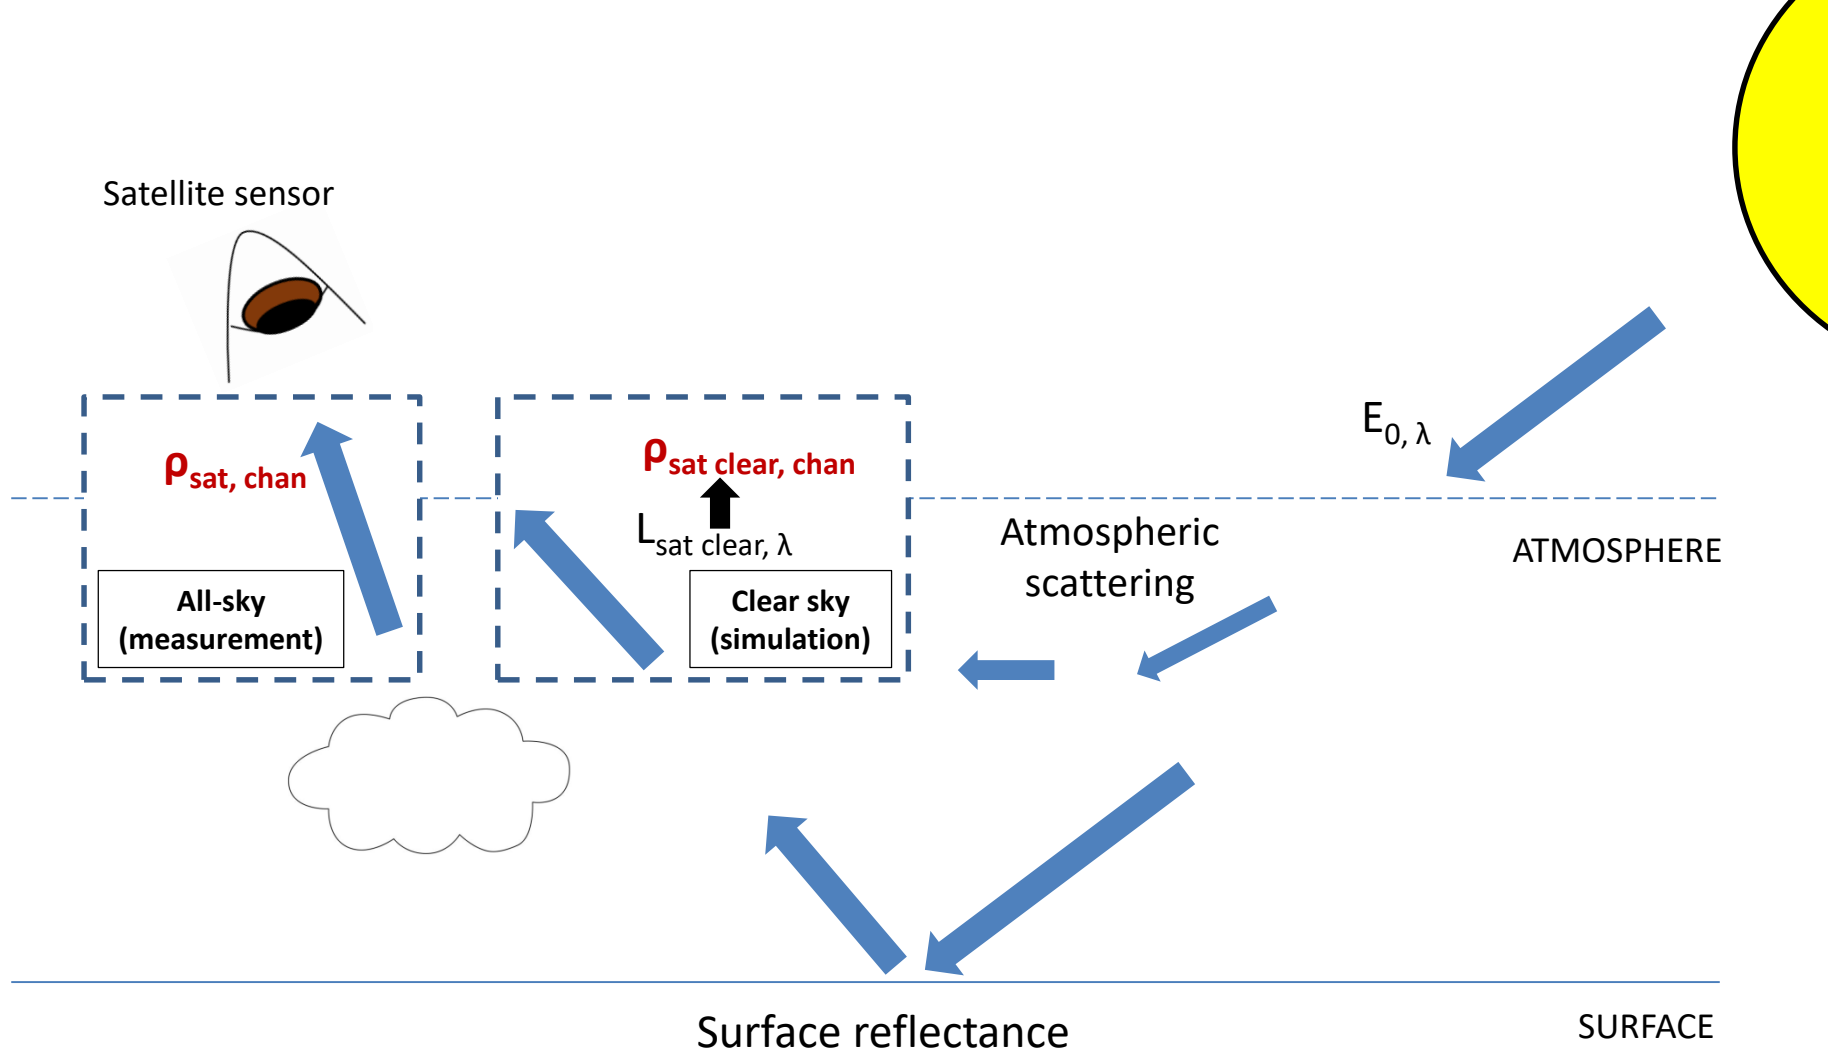 Satellite sensor
E0, λ
ρsat, chan
ρsat clear, chan
Lsat clear, λ
Atmospheric
scattering
ATMOSPHERE
All-sky
(measurement)
Clear sky
(simulation)
Surface reflectance
SURFACE